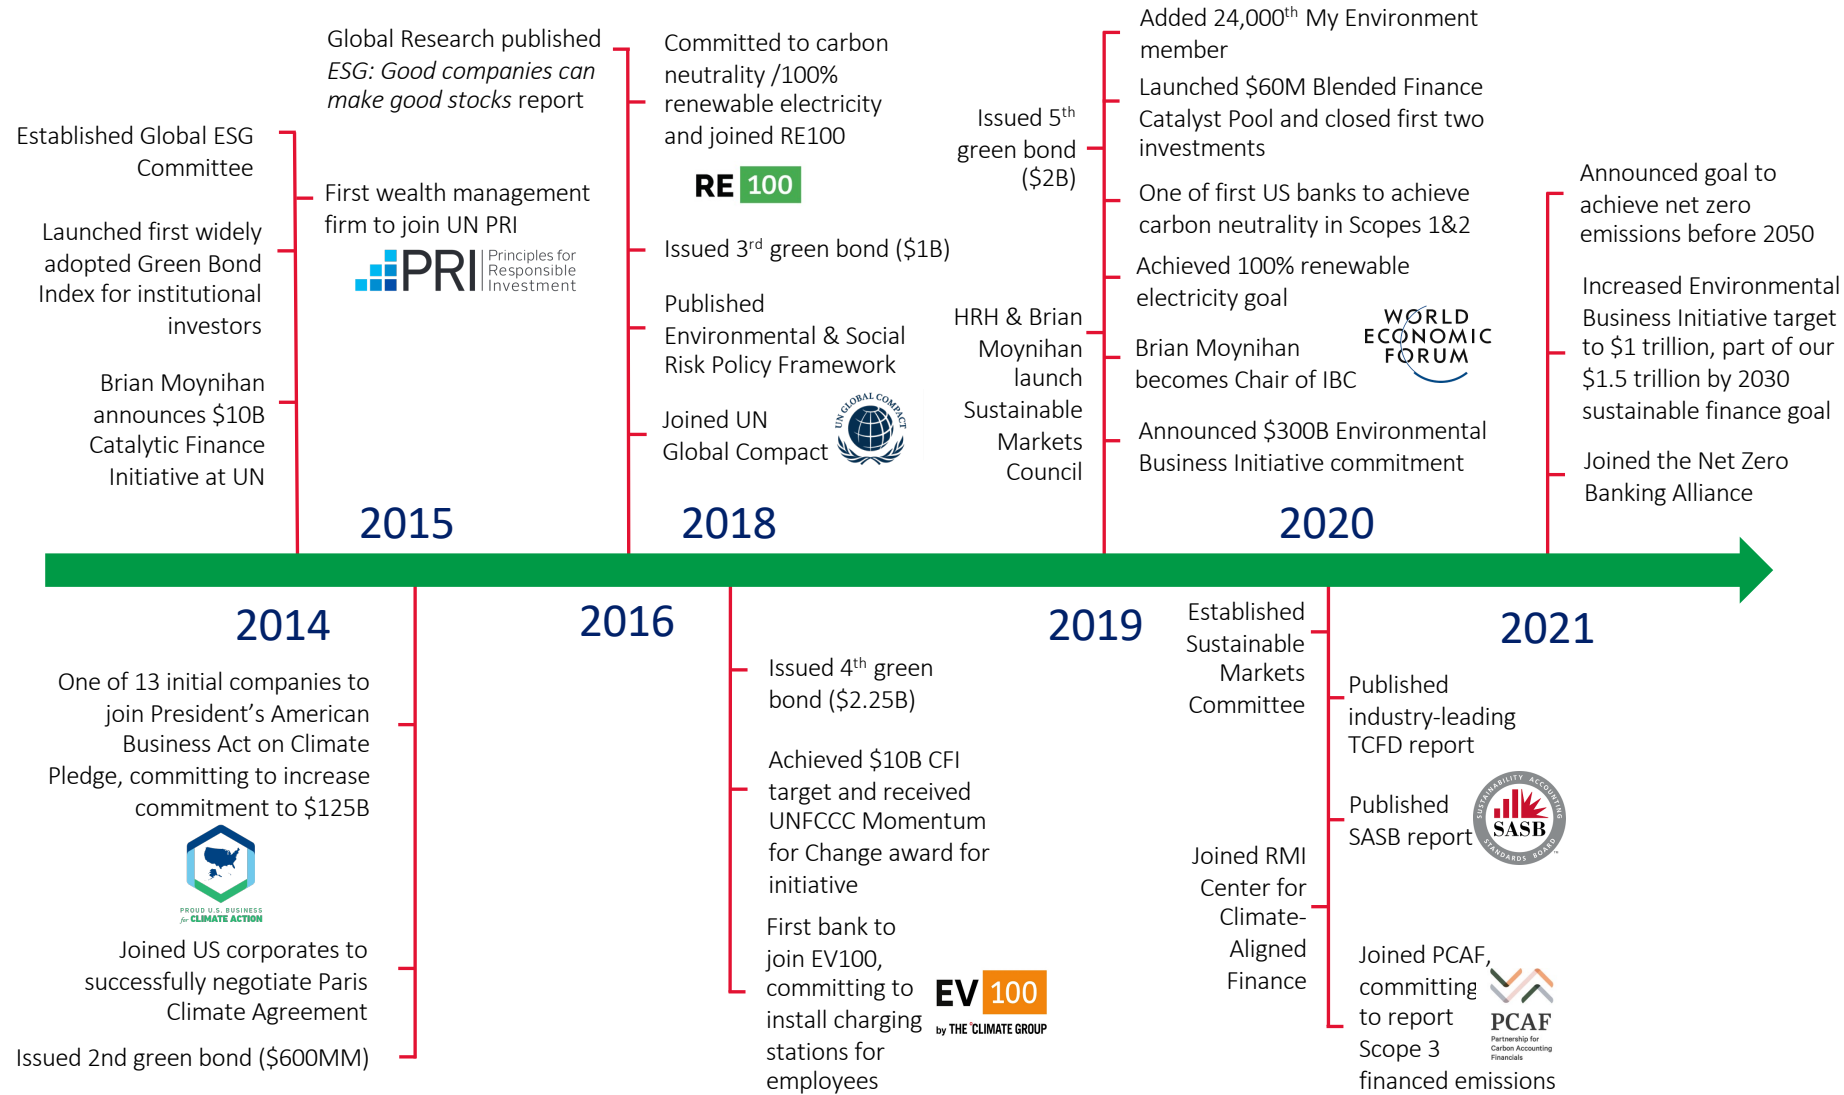 Established Global ESG
Committee
Launched first widely
adopted Green Bond
Index for institutional
investors
Brian Moynihan
announces $10B
Catalytic Finance
Initiative at UN
First wealth management
firm to join UN PRI
PRI
Principles for
Responsible
Investment
Global Research published
ESG: Good companies can
make good stocks report
Committed to carbon
neutrality /100%
renewable electricity
and joined RE100
RE 100
Issued 3rd green bond ($1B)
Published
Environmental & Social
Risk Policy Framework
Joined UN
Global Compact
UN GLOBAL COMPACT
Issued 5th
green bond
($2B)
HRH & Brian
Moynihan
launch
Sustainable
Markets
Council
Added 24,000th My Environment
member
Launched $60M Blended Finance
Catalyst Pool and closed first two
investments
One of first US banks to achieve
carbon neutrality in Scopes 1&2
Achieved 100% renewable
electricity goal
Brian Moynihan
becomes Chair of IBC
WORLD
ECONOMIC
FORUM
Announced $300B Environmental
Business Initiative commitment
Announced goal to
achieve net zero
emissions before 2050
Increased Environmental
Business Initiative target
to $1 trillion, part of our
$1.5 trillion by 2030
sustainable finance goal
Joined the Net Zero
Banking Alliance
2015
2018
2020
2014
2016
2019
2021
One of 13 initial companies to
join President’s American
Business Act on Climate
Pledge, committing to increase
commitment to $125B
PROUD U.S. BUSINESS
for CLIMATE ACTION
Joined US corporates to
successfully negotiate Paris
Climate Agreement
Issued 2nd green bond ($600MM)
Issued 4th green
bond ($2.25B)
Achieved $10B CFI
target and received
UNFCCC Momentum
for Change award for
initiative
First bank to
join EV100,
committing to
install charging
stations for
employees
EV 100
by THE °CLIMATE GROUP
Established
Sustainable
Markets
Committee
Joined RMI
Center for
Climate-
Aligned
Finance
Published
industry-leading
TCFD report
Published
SASB report
SUSTAINABILITY ACCOUNTING
SASB
STANDARDS BOARD
Joined PCAF,
committing
to report
Scope 3
financed emissions
PCAF
Partnership for
Carbon Accounting
Financials